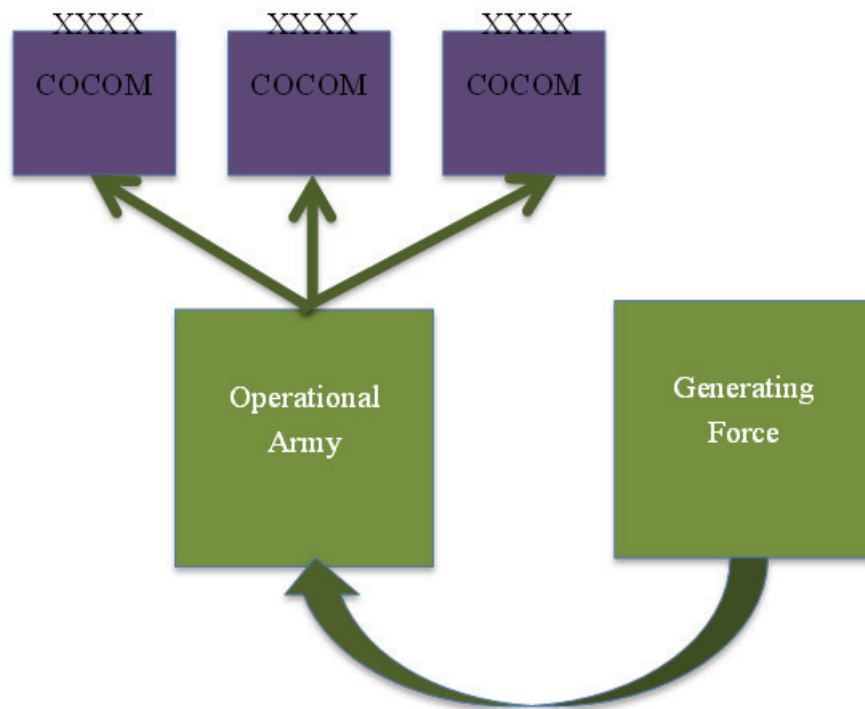 XXXX XXXX XXXX
COCOM COCOM COCOM
Operational
Army
Generating
Force